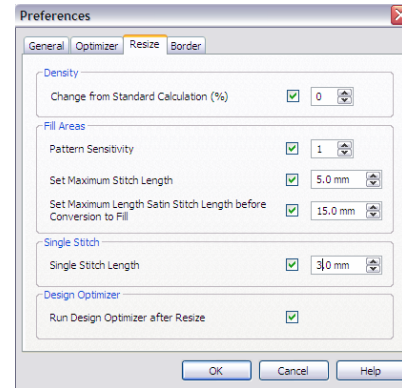 Preferences
General Optimizer Resize Border
Density
Change from Standard Calculation (%) 0
Fill Areas
Pattern Sensitivity 1
Set Maximum Stitch Length 5.0 mm
Set Maximum Length Satin Stitch Length before
Conversion to Fill 15.0 mm
Single Stitch
Single Stitch Length 3.0 mm
Design Optimizer
Run Design Optimizer after Resize
OK Cancel Help